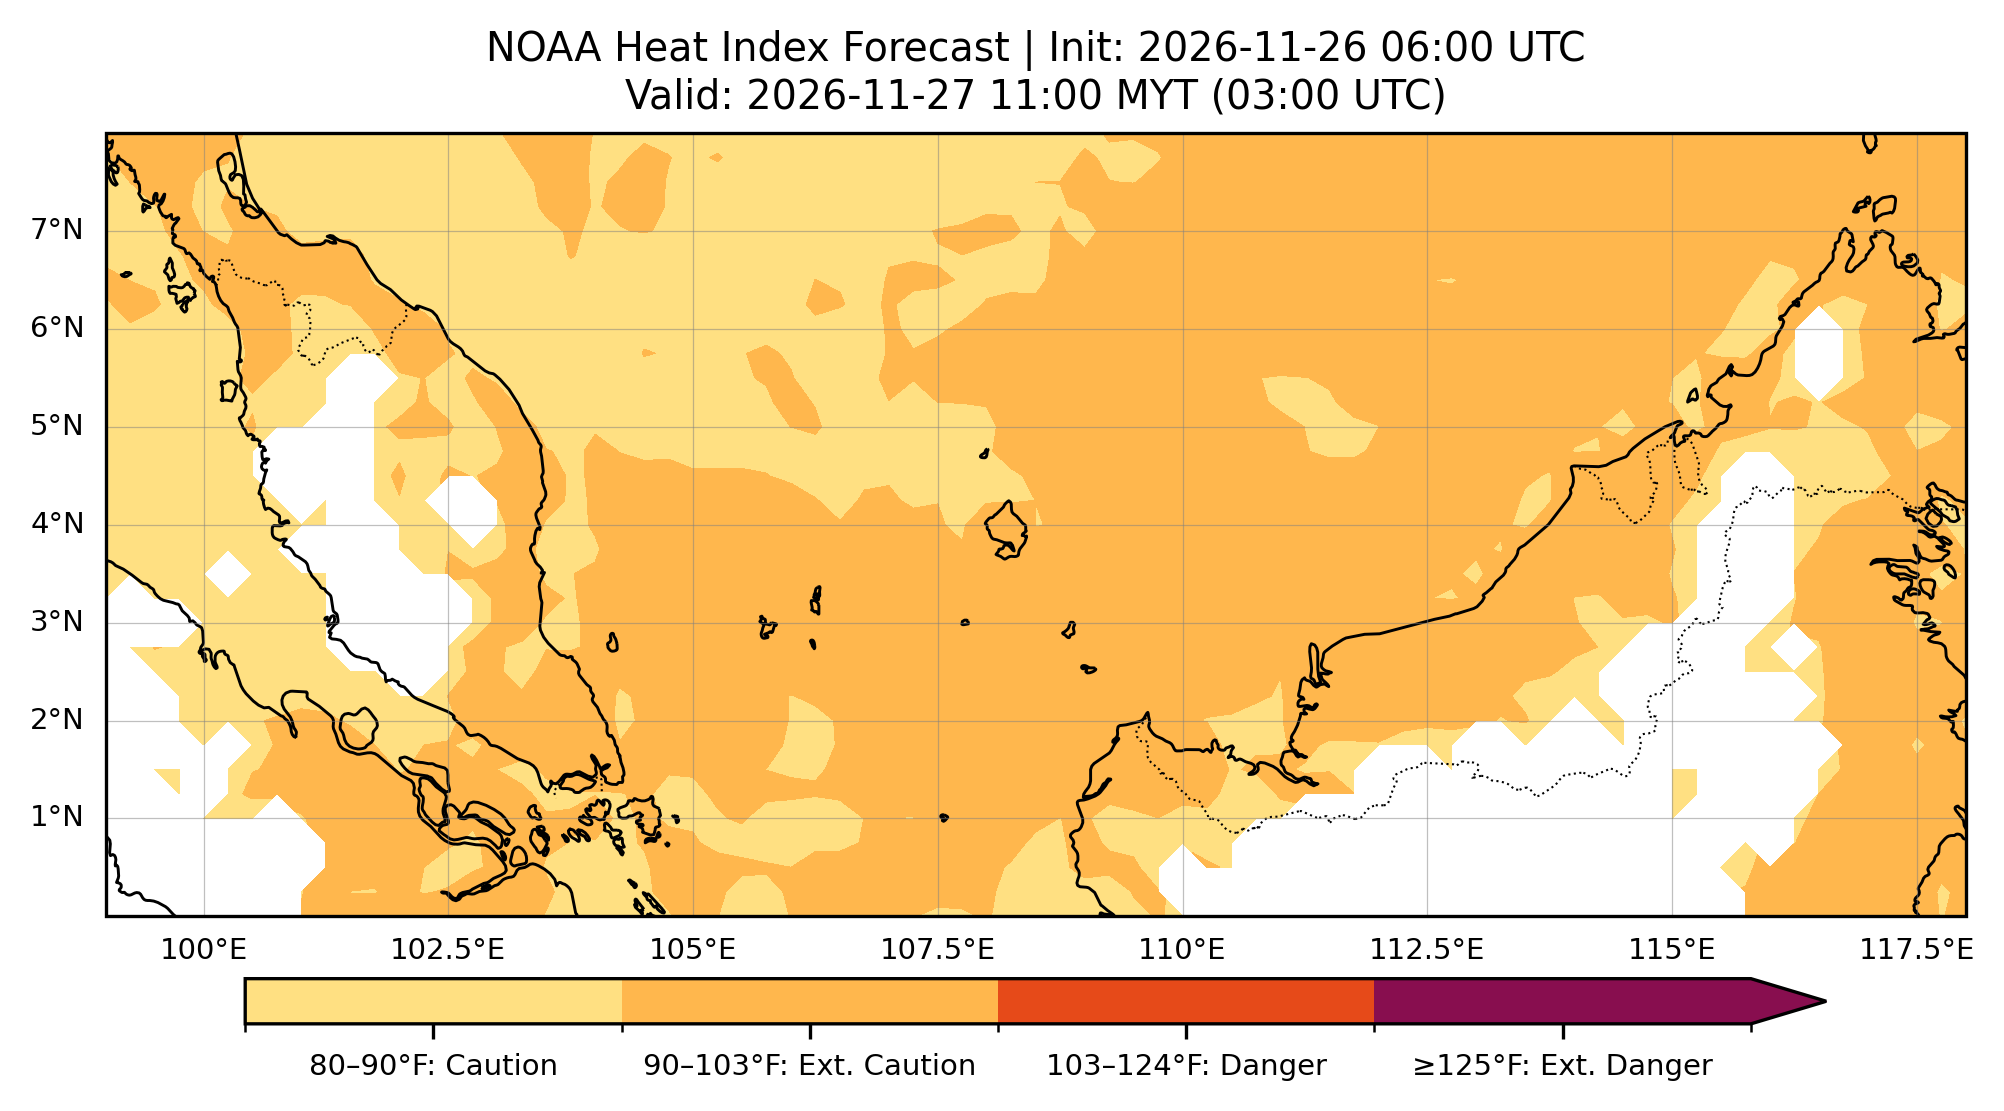 NOAA Heat Index Forecast | Init: 2026-11-26 06:00 UTC
Valid: 2026-11-27 11:00 MYT (03:00 UTC)
7°N
6°N
5°N
4°N
3°N
2°N
1°N
100°E 102.5°E 105°E 107.5°E 110°E 112.5°E 115°E 117.5°E
80–90°F: Caution 90–103°F: Ext. Caution 103–124°F: Danger ≥125°F: Ext. Danger